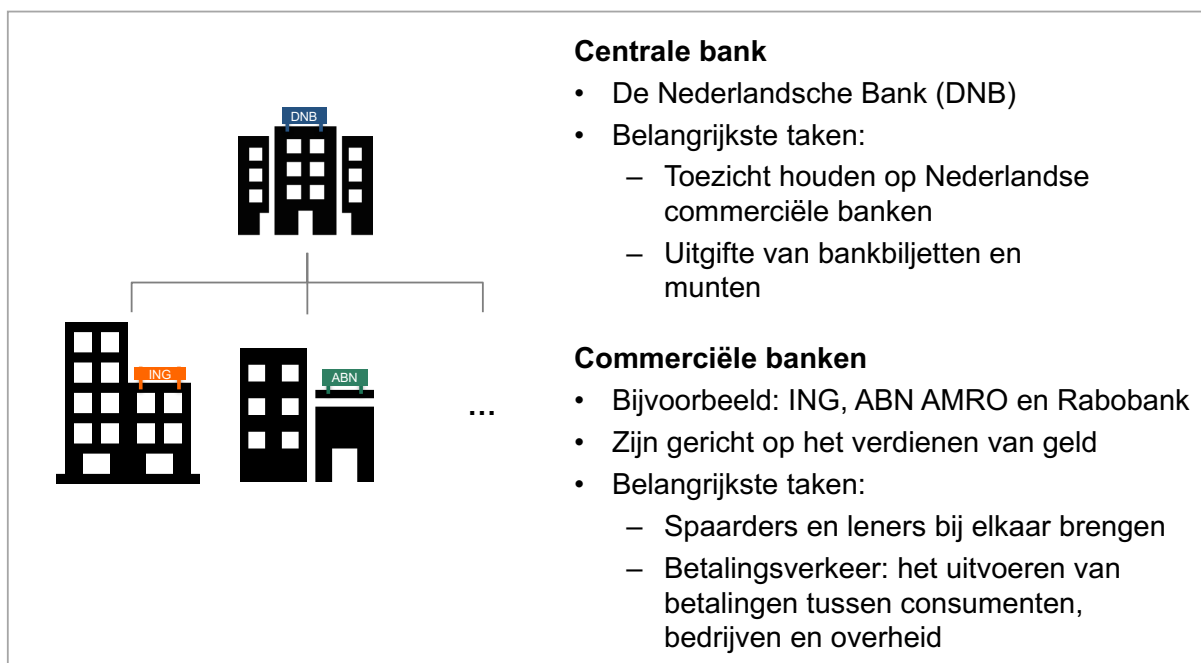 DNB
ING
ABN
...
Centrale bank
• De Nederlandsche Bank (DNB)
• Belangrijkste taken:
– Toezicht houden op Nederlandse
commerciële banken
– Uitgifte van bankbiljetten en
munten
Commerciële banken
• Bijvoorbeeld: ING, ABN AMRO en Rabobank
• Zijn gericht op het verdienen van geld
• Belangrijkste taken:
– Spaarders en leners bij elkaar brengen
– Betalingsverkeer: het uitvoeren van
betalingen tussen consumenten,
bedrijven en overheid